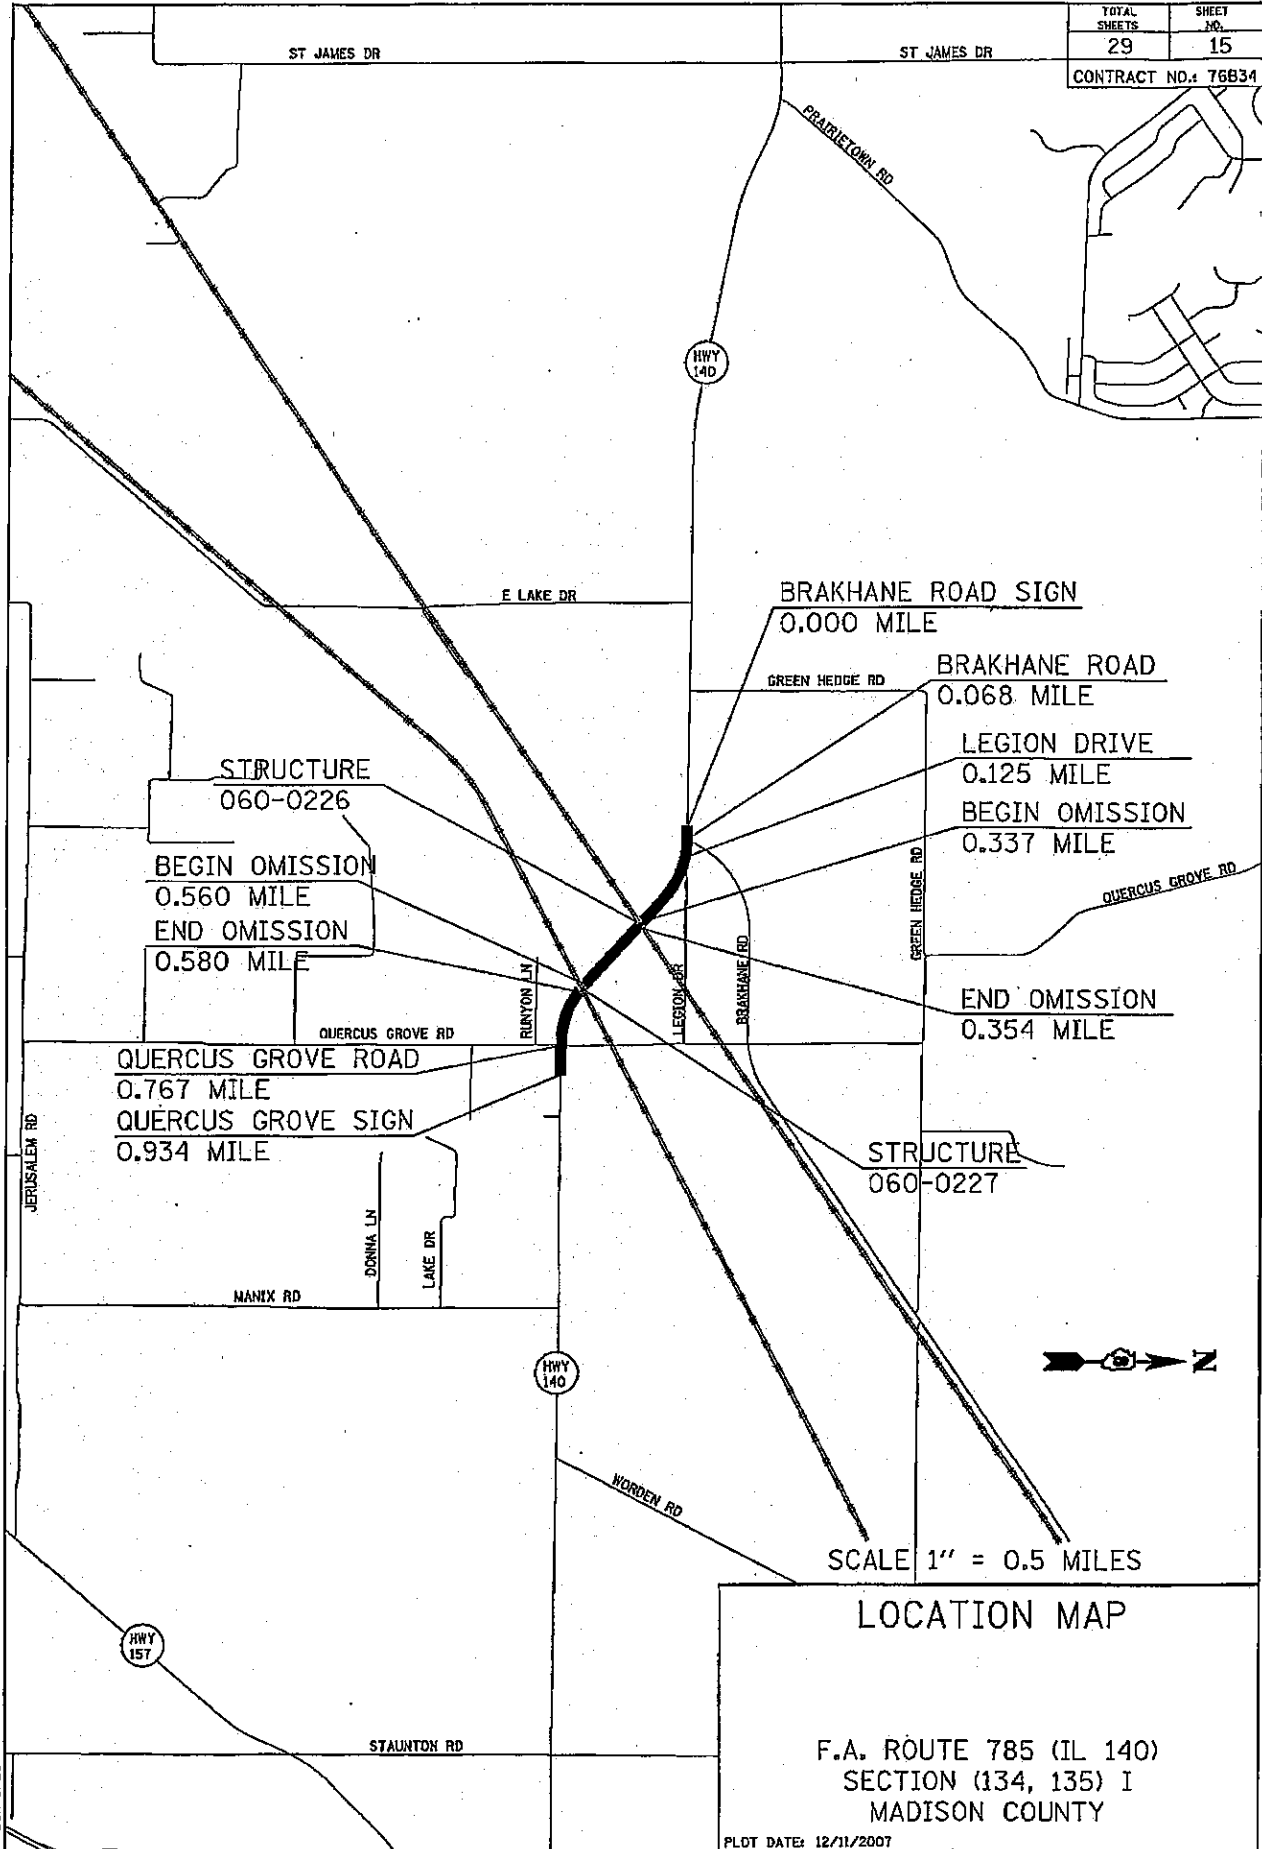 TOTAL SHEETS
SHEET NO.
29
15
CONTRACT NO.: 76B34
ST JAMES DR
ST JAMES DR
PRAIRIETOWN RD
HWY 140
E LAKE DR
BRAKHANE ROAD SIGN
0.000 MILE
GREEN HEDGE RD
BRAKHANE ROAD
0.068 MILE
LEGION DRIVE
0.125 MILE
STRUCTURE
060-0226
BEGIN OMISSION
0.337 MILE
BEGIN OMISSION
0.560 MILE
GREEN HEDGE RD
QUERCUS GROVE RD
END OMISSION
0.580 MILE
RUNYON LN
LEGION DR
BRAKHANE RD
END OMISSION
0.354 MILE
QUERCUS GROVE RD
QUERCUS GROVE ROAD
0.767 MILE
QUERCUS GROVE SIGN
0.934 MILE
JERUSALEM RD
STRUCTURE
060-0227
DONNA LN
LAKE DR
MANIX RD
HWY 140
N
WORDEN RD
SCALE 1" = 0.5 MILES
HWY 157
STAUNTON RD
LOCATION MAP
F.A. ROUTE 785 (IL 140)
SECTION (134, 135) I
MADISON COUNTY
PLOT DATE: 12/11/2007